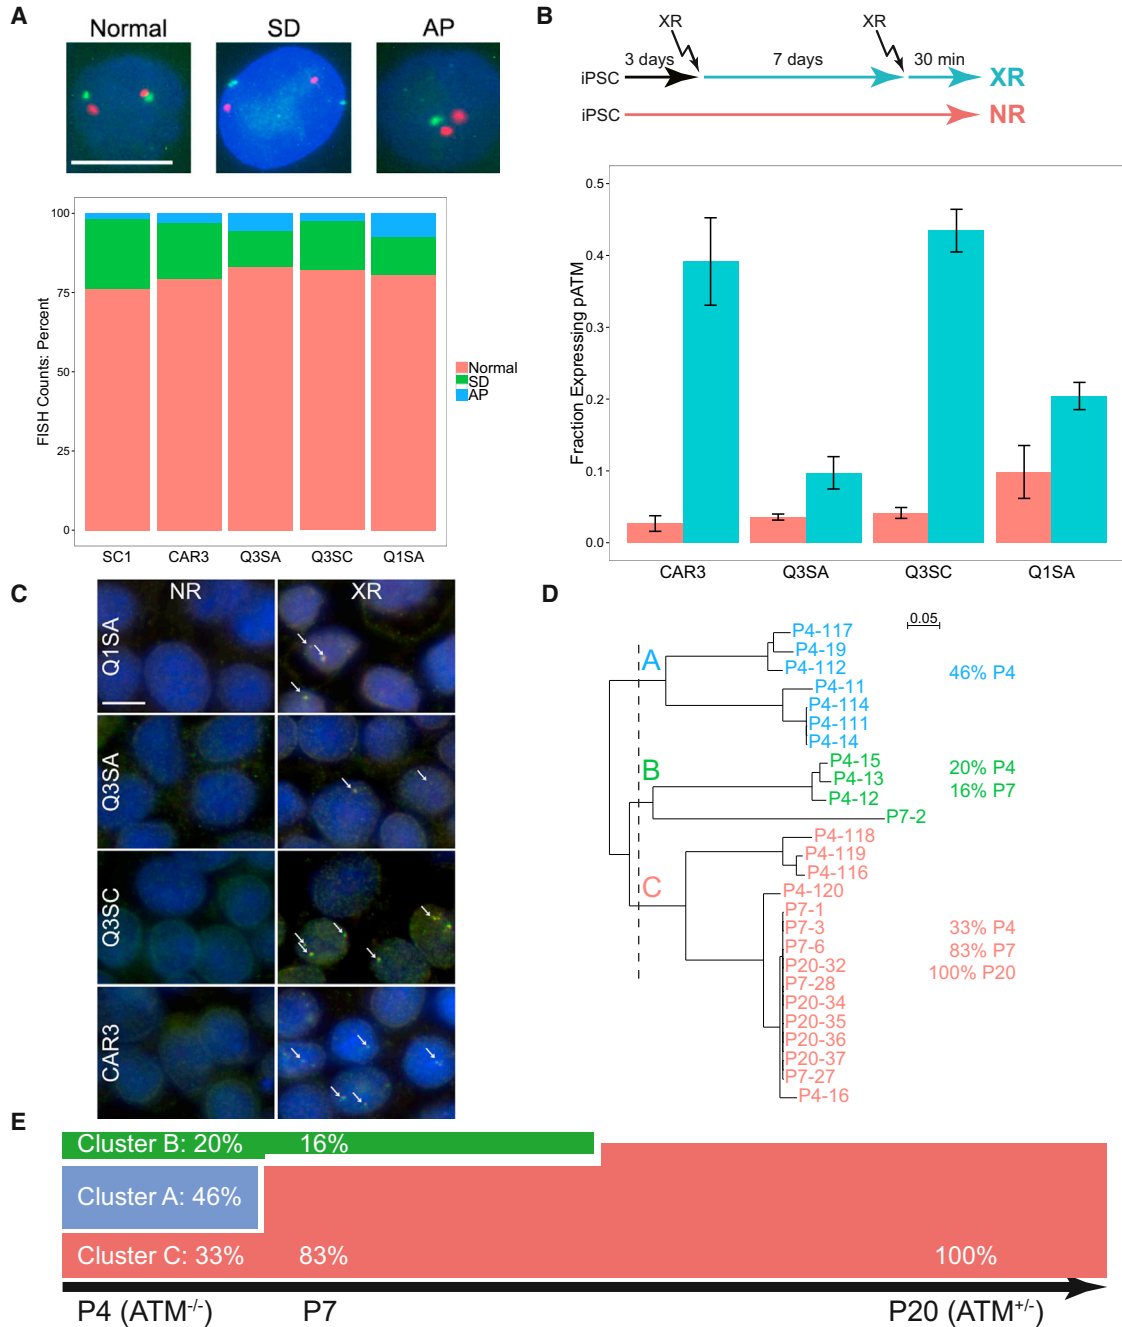 A
Normal SD AP
FISH Counts: Percent
100
75
50
25
0
SC1 CAR3 Q3SA Q3SC Q1SA
Normal
SD
AP
B
XR XR
3 days 7 days 30 min
iPSC XR
iPSC NR
Fraction Expressing pATM
0.5
0.4
0.3
0.2
0.1
0.0
CAR3 Q3SA Q3SC Q1SA
C
NR XR
Q1SA
Q3SA
Q3SC
CAR3
D
0.05
A
P4-117
P4-19
P4-112
P4-11
P4-114
P4-111
P4-14
46% P4
B
P4-15
P4-13
P4-12
P7-2
20% P4
16% P7
C
P4-118
P4-119
P4-116
P4-120
P7-1
P7-3
P7-6
P20-32
P7-28
P20-34
P20-35
P20-36
P20-37
P7-27
P4-16
33% P4
83% P7
100% P20
E
Cluster B: 20% 16%
Cluster A: 46%
Cluster C: 33% 83% 100%
P4 (ATM-/-) P7 P20 (ATM+/-)